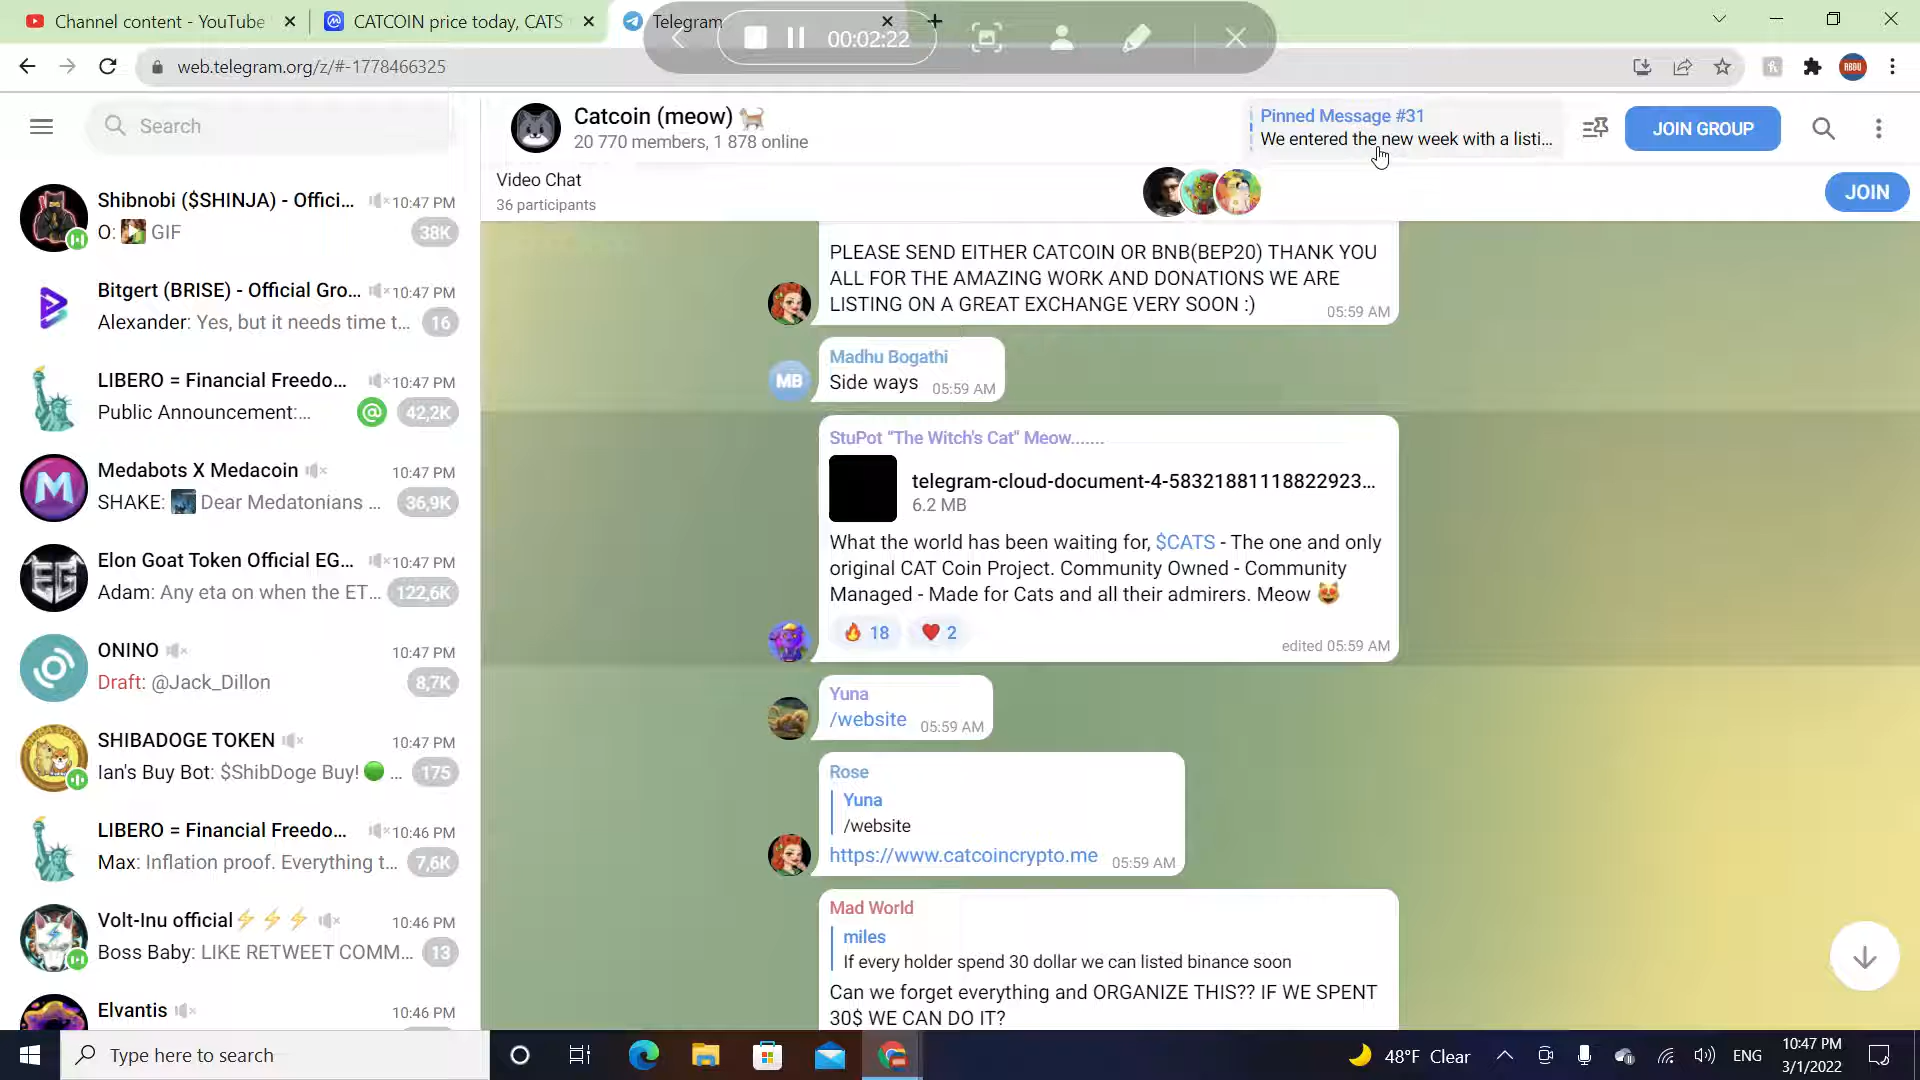 Channel content - YouTube
CATCOIN price today, CATS
Telegram
00:02:22
web.telegram.org/z/#-1778466325
Search
Shibnobi ($SHINJA) - Offici...
10:47 PM
O: GIF
38K
Bitgert (BRISE) - Official Gro...
10:47 PM
Alexander: Yes, but it needs time t...
16
LIBERO = Financial Freedo...
10:47 PM
Public Announcement:...
@
42,2K
Medabots X Medacoin
10:47 PM
SHAKE: Dear Medatonians ...
36,9K
Elon Goat Token Official EG...
10:47 PM
Adam: Any eta on when the ET...
122,6K
ONINO
10:47 PM
Draft: @Jack_Dillon
8,7K
SHIBADOGE TOKEN
10:47 PM
Ian's Buy Bot: $ShibDoge Buy!🟢 ...
175
LIBERO = Financial Freedo...
10:46 PM
Max: Inflation proof. Everything t...
7,6K
Volt-Inu official⚡⚡⚡
10:46 PM
Boss Baby: LIKE RETWEET COMM...
13
Elvantis
10:46 PM
Catcoin (meow) 🐈
20 770 members, 1 878 online
Pinned Message #31
We entered the new week with a listi...
JOIN GROUP
Video Chat
36 participants
JOIN
PLEASE SEND EITHER CATCOIN OR BNB(BEP20) THANK YOU
ALL FOR THE AMAZING WORK AND DONATIONS WE ARE
LISTING ON A GREAT EXCHANGE VERY SOON :)
05:59 AM
MB
Madhu Bogathi
Side ways
05:59 AM
StuPot "The Witch's Cat" Meow.......
telegram-cloud-document-4-58321881118822923...
6.2 MB
What the world has been waiting for, $CATS - The one and only
original CAT Coin Project. Community Owned - Community
Managed - Made for Cats and all their admirers. Meow 😻
🔥 18 ❤️ 2
edited 05:59 AM
Yuna
/website
05:59 AM
Rose
Yuna
/website
https://www.catcoincrypto.me
05:59 AM
Mad World
miles
If every holder spend 30 dollar we can listed binance soon
Can we forget everything and ORGANIZE THIS?? IF WE SPENT
30$ WE CAN DO IT?
Type here to search
48°F Clear
ENG
10:47 PM
3/1/2022